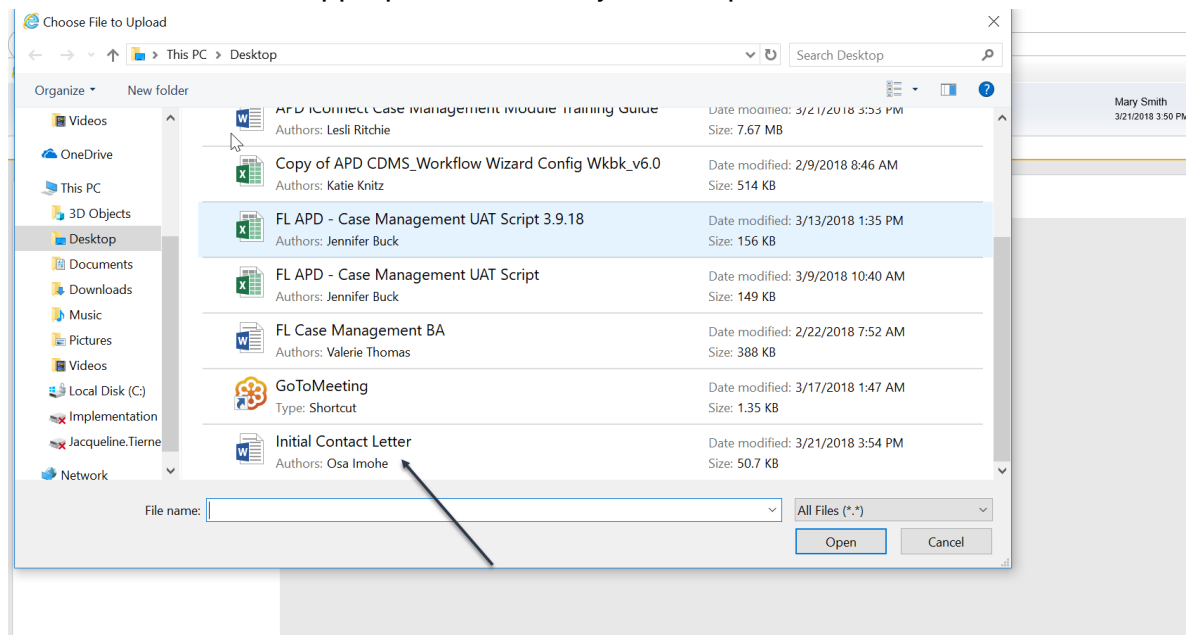 Choose File to Upload
This PC > Desktop
Search Desktop
Organize
New folder
Mary Smith
3/21/2018 3:50 PM
Videos
OneDrive
This PC
3D Objects
Desktop
Documents
Downloads
Music
Pictures
Videos
Local Disk (C:)
Implementation
Jacqueline.Tierne
Network
APD iConnect Case Management Module Training Guide
Date modified: 3/21/2018 3:53 PM
Authors: Lesli Ritchie
Size: 7.67 MB
Copy of APD CDMS_Workflow Wizard Config Wkbk_v6.0
Date modified: 2/9/2018 8:46 AM
Authors: Katie Knitz
Size: 514 KB
FL APD - Case Management UAT Script 3.9.18
Date modified: 3/13/2018 1:35 PM
Authors: Jennifer Buck
Size: 156 KB
FL APD - Case Management UAT Script
Date modified: 3/9/2018 10:40 AM
Authors: Jennifer Buck
Size: 149 KB
FL Case Management BA
Date modified: 2/22/2018 7:52 AM
Authors: Valerie Thomas
Size: 388 KB
GoToMeeting
Date modified: 3/17/2018 1:47 AM
Type: Shortcut
Size: 1.35 KB
Initial Contact Letter
Date modified: 3/21/2018 3:54 PM
Authors: Osa Imohe
Size: 50.7 KB
File name:
All Files (*.*)
Open
Cancel